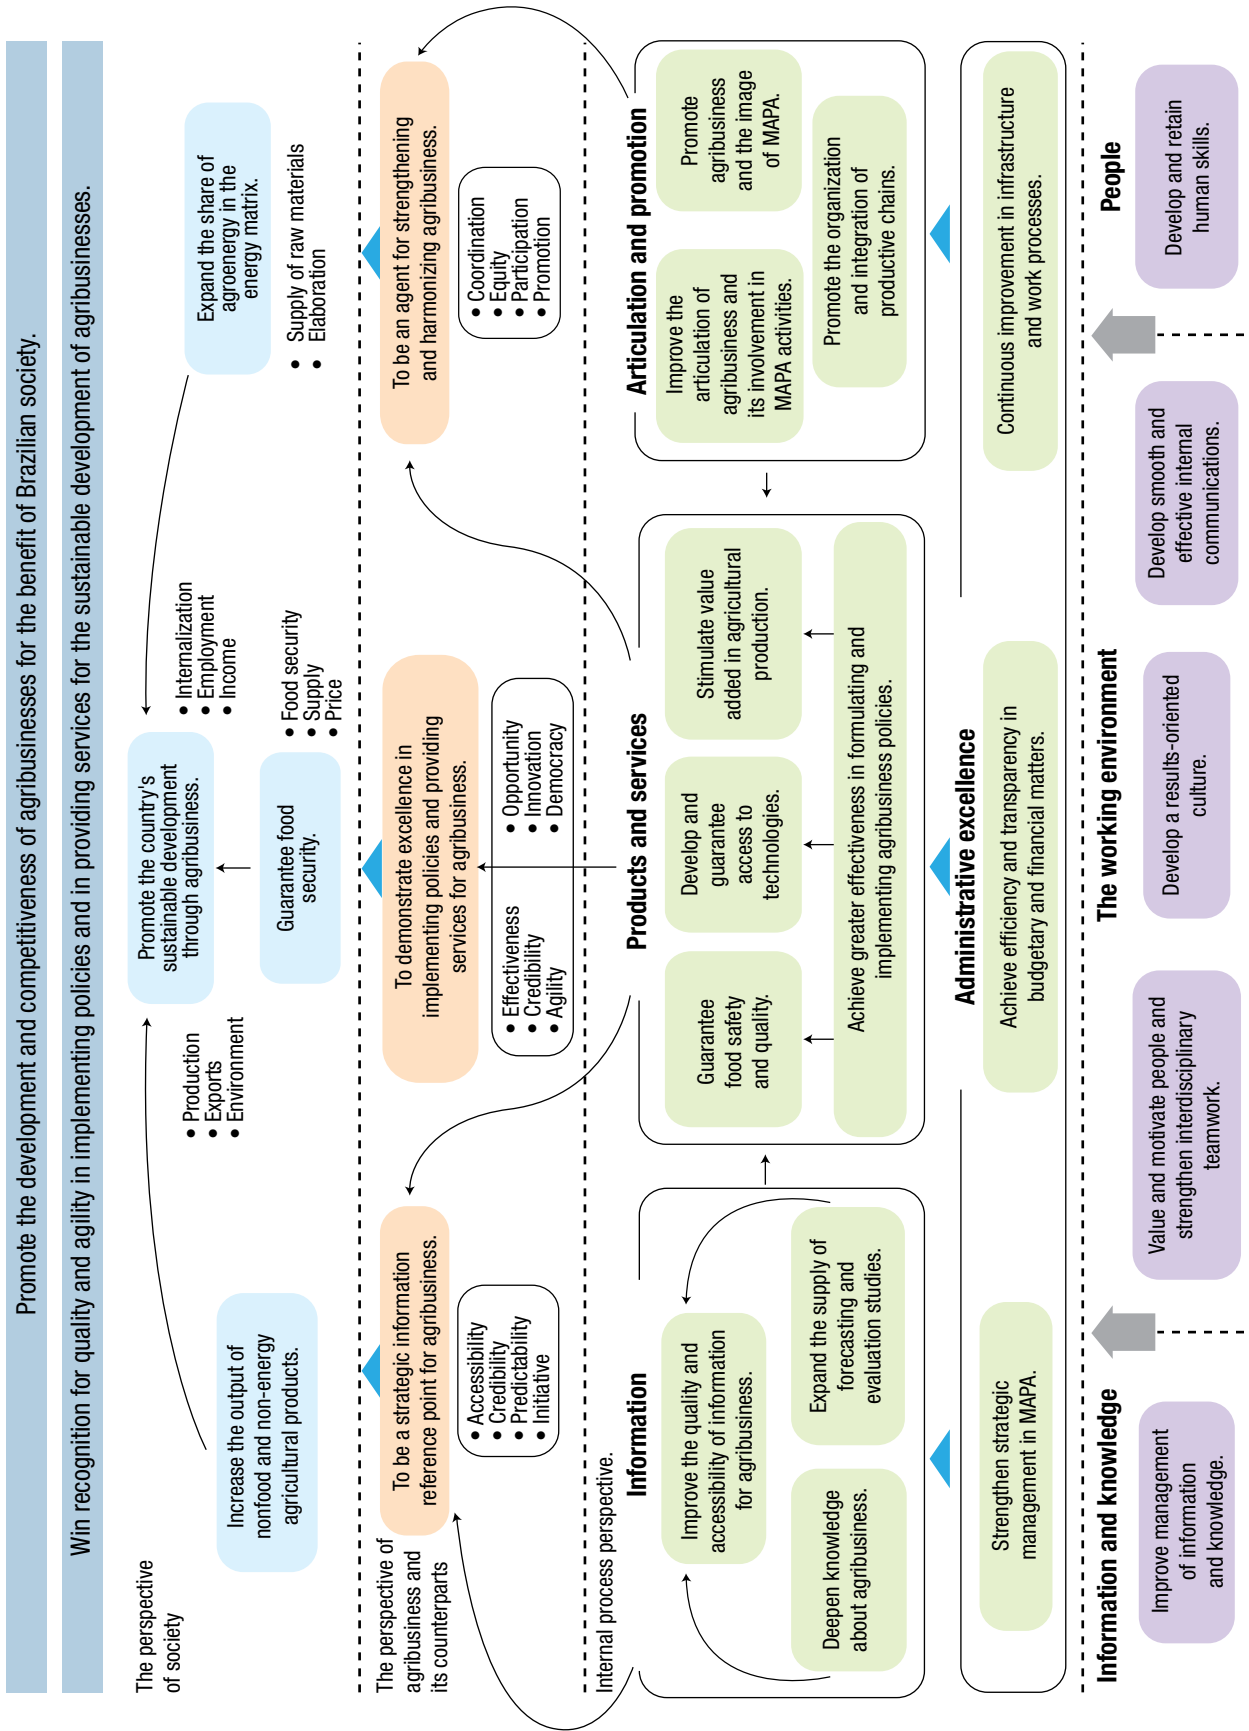 Promote the development and competitiveness of agribusinesses for the benefit of Brazilian society.
Win recognition for quality and agility in implementing policies and in providing services for the sustainable development of agribusinesses.
The perspective
of society
Increase the output of
nonfood and non-energy
agricultural products.
• Production
• Exports
• Environment
Promote the country's
sustainable development
through agribusiness.
• Internalization
• Employment
• Income
Guarantee food
security.
• Food security
• Supply
• Price
Expand the share of
agroenergy in the
energy matrix.
• Supply of raw materials
• Elaboration
The perspective of
agribusiness and
its counterparts
To be a strategic information
reference point for agribusiness.
• Accessibility
• Credibility
• Predictability
• Initiative
To demonstrate excellence in
implementing policies and providing
services for agribusiness.
• Effectiveness
• Credibility
• Agility
• Opportunity
• Innovation
• Democracy
To be an agent for strengthening
and harmonizing agribusiness.
• Coordination
• Equity
• Participation
• Promotion
Internal process perspective.
Information
Improve the quality and
accessibility of information
for agribusiness.
Deepen knowledge
about agribusiness.
Expand the supply of
forecasting and
evaluation studies.
Products and services
Guarantee
food safety
and quality.
Develop and
guarantee
access to
technologies.
Stimulate value
added in agricultural
production.
Achieve greater effectiveness in formulating and
implementing agribusiness policies.
Articulation and promotion
Improve the
articulation of
agribusiness and
its involvement in
MAPA activities.
Promote
agribusiness
and the image
of MAPA.
Promote the organization
and integration of
productive chains.
Administrative excellence
Strengthen strategic
management in MAPA.
Achieve efficiency and transparency in
budgetary and financial matters.
Continuous improvement in infrastructure
and work processes.
Information and knowledge
Improve management
of information
and knowledge.
The working environment
Value and motivate people and
strengthen interdisciplinary
teamwork.
Develop a results-oriented
culture.
Develop smooth and
effective internal
communications.
People
Develop and retain
human skills.